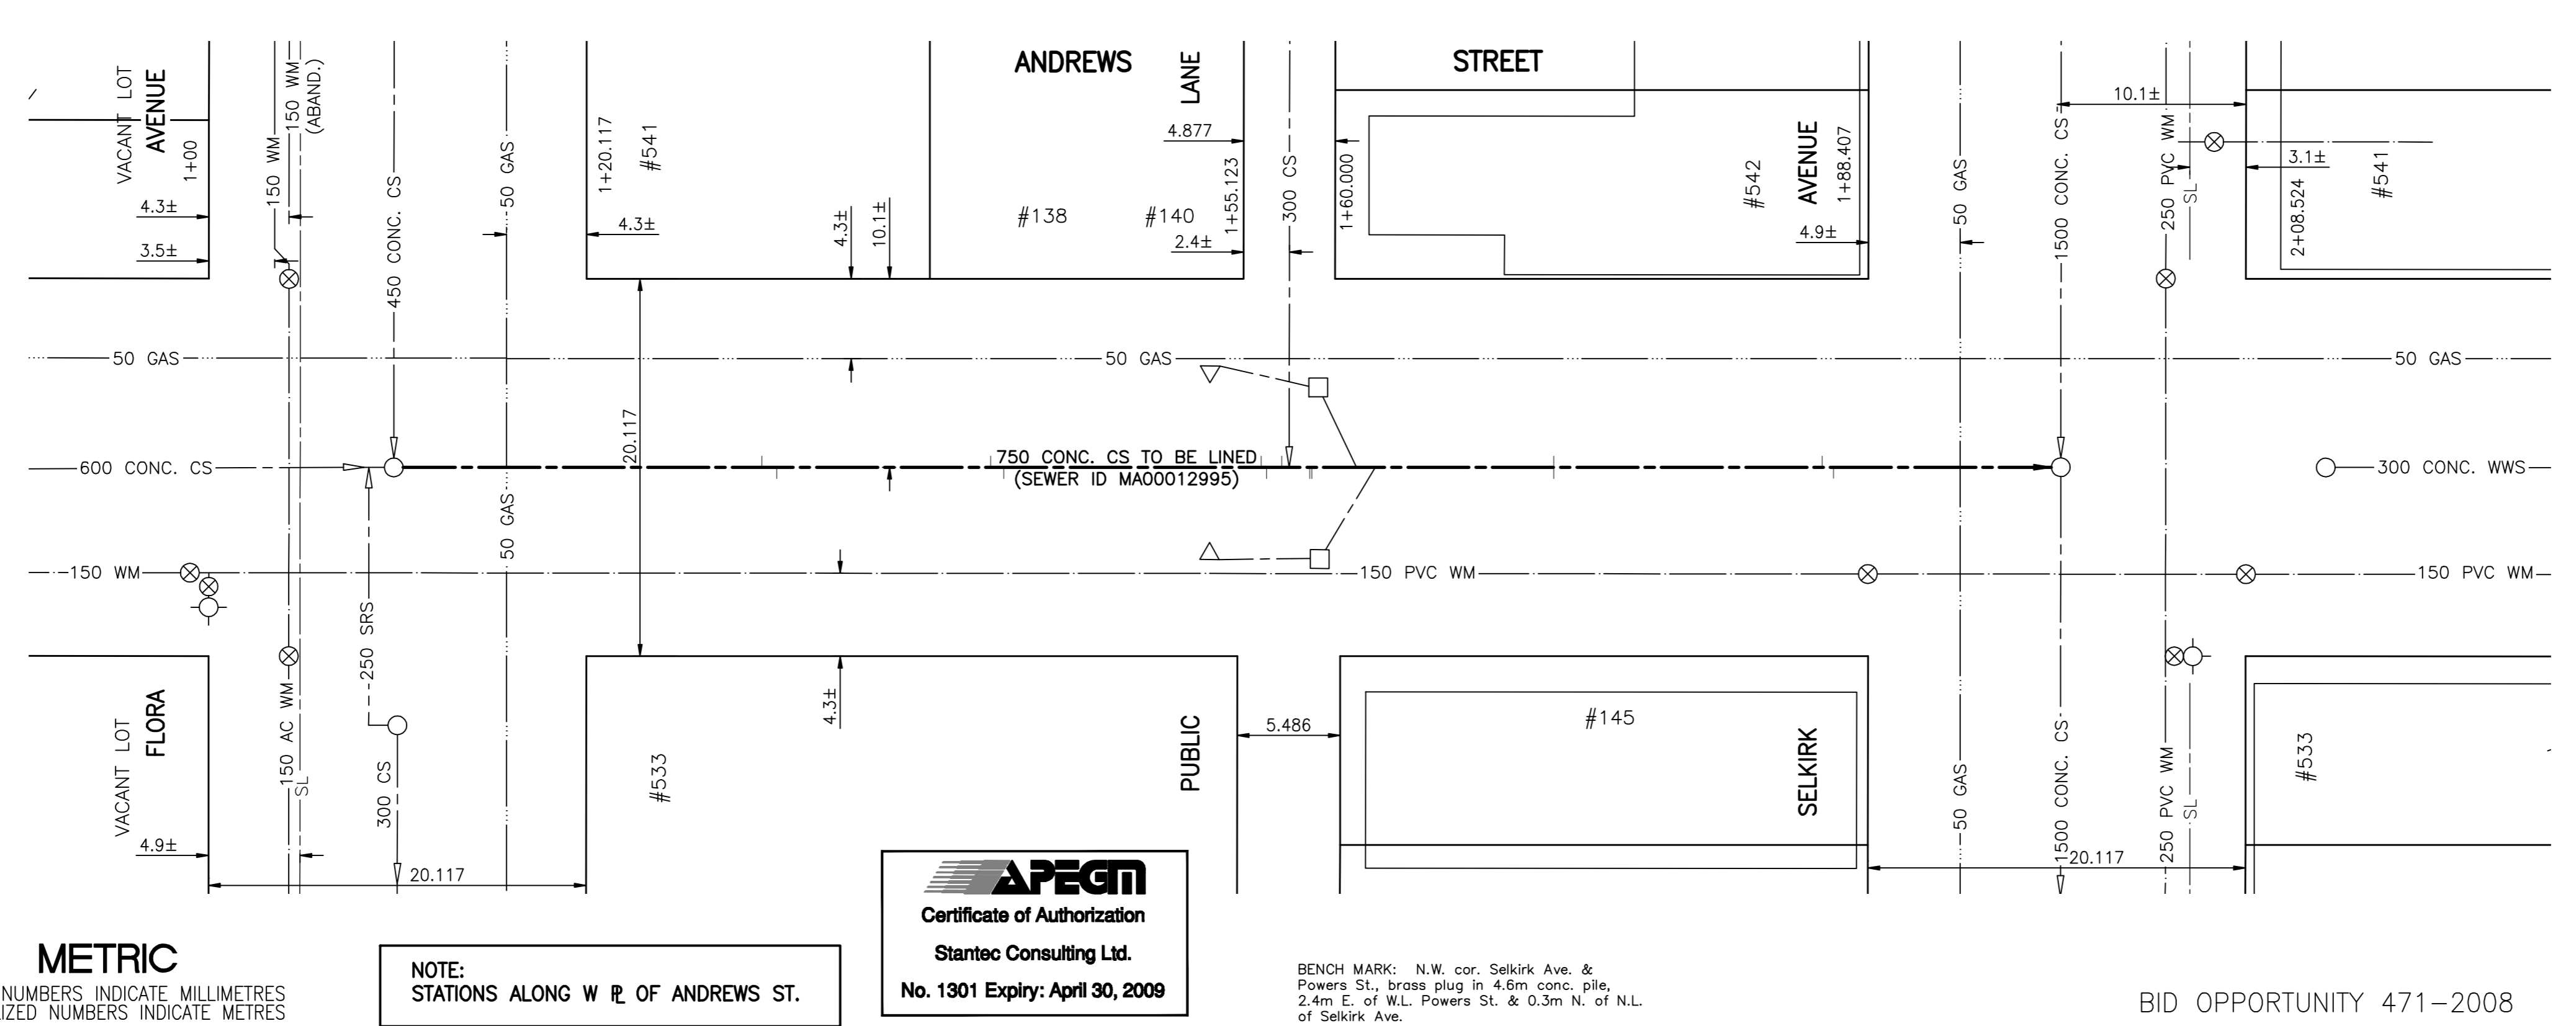 ANDREWS
LANE
STREET
VACANT LOT
AVENUE
1+00
4.3±
3.5±
150 WM
150 WM
(ABAND.)
450 CONC. CS
50 GAS
1+20.117
#541
4.3±
4.3±
10.1±
#138
#140
4.877
1+55.123
2.4±
300 CS
1+60.000
#542
AVENUE
1+88.407
4.9±
50 GAS
1500 CONC. CS
10.1±
250 PVC WM
SL
3.1±
2+08.524
#541
50 GAS
50 GAS
50 GAS
20.117
600 CONC. CS
750 CONC. CS TO BE LINED
(SEWER ID MA00012995)
300 CONC. WWS
50 GAS
150 WM
150 PVC WM
150 PVC WM
250 SRS
VACANT LOT
FLORA
4.9±
150 AC WM
SL
300 CS
20.117
#533
4.3±
PUBLIC
5.486
#145
SELKIRK
50 GAS
1500 CONC. CS
250 PVC WM
SL
20.117
#533
APEGM
Certificate of Authorization
Stantec Consulting Ltd.
No. 1301 Expiry: April 30, 2009
METRIC
NUMBERS INDICATE MILLIMETRES
NUMBERS INDICATE METRES
NOTE:
STATIONS ALONG W PL OF ANDREWS ST.
BENCH MARK: N.W. cor. Selkirk Ave. &
Powers St., brass plug in 4.6m conc. pile,
2.4m E. of W.L. Powers St. & 0.3m N. of N.L.
of Selkirk Ave.
BID OPPORTUNITY 471-2008